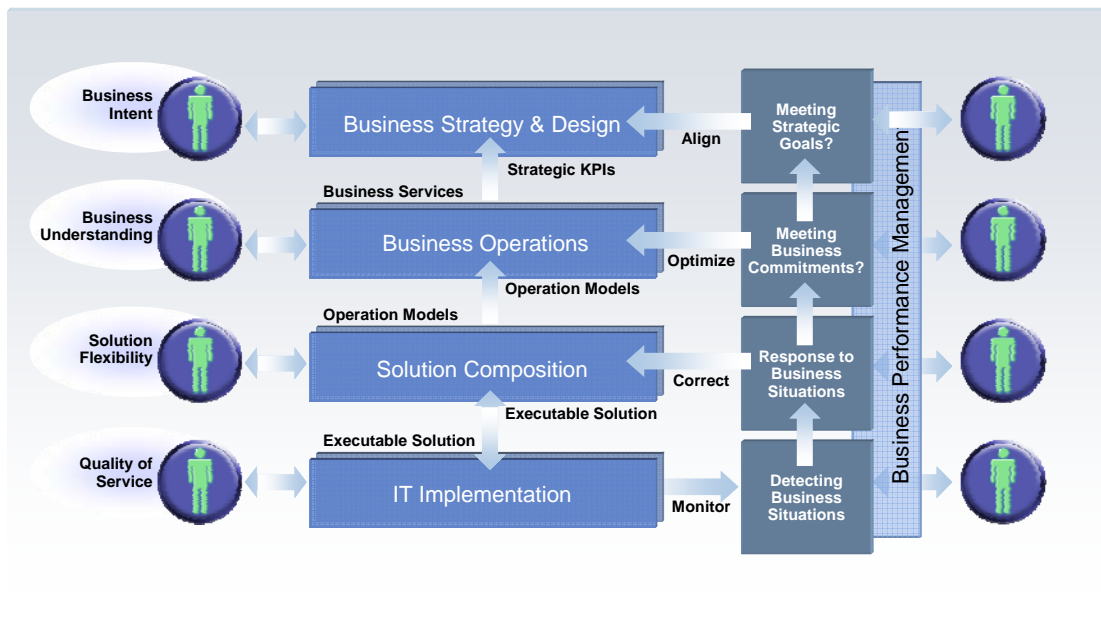 Business
Intent
Business Strategy & Design
Align
Meeting
Strategic
Goals?
Strategic KPIs
Business Services
Business
Understanding
Business Operations
Optimize
Meeting
Business
Commitments?
Operation Models
Operation Models
Solution
Flexibility
Solution Composition
Correct
Response to
Business
Situations
Executable Solution
Executable Solution
Quality of
Service
IT Implementation
Monitor
Detecting
Business
Situations
Business Performance Management